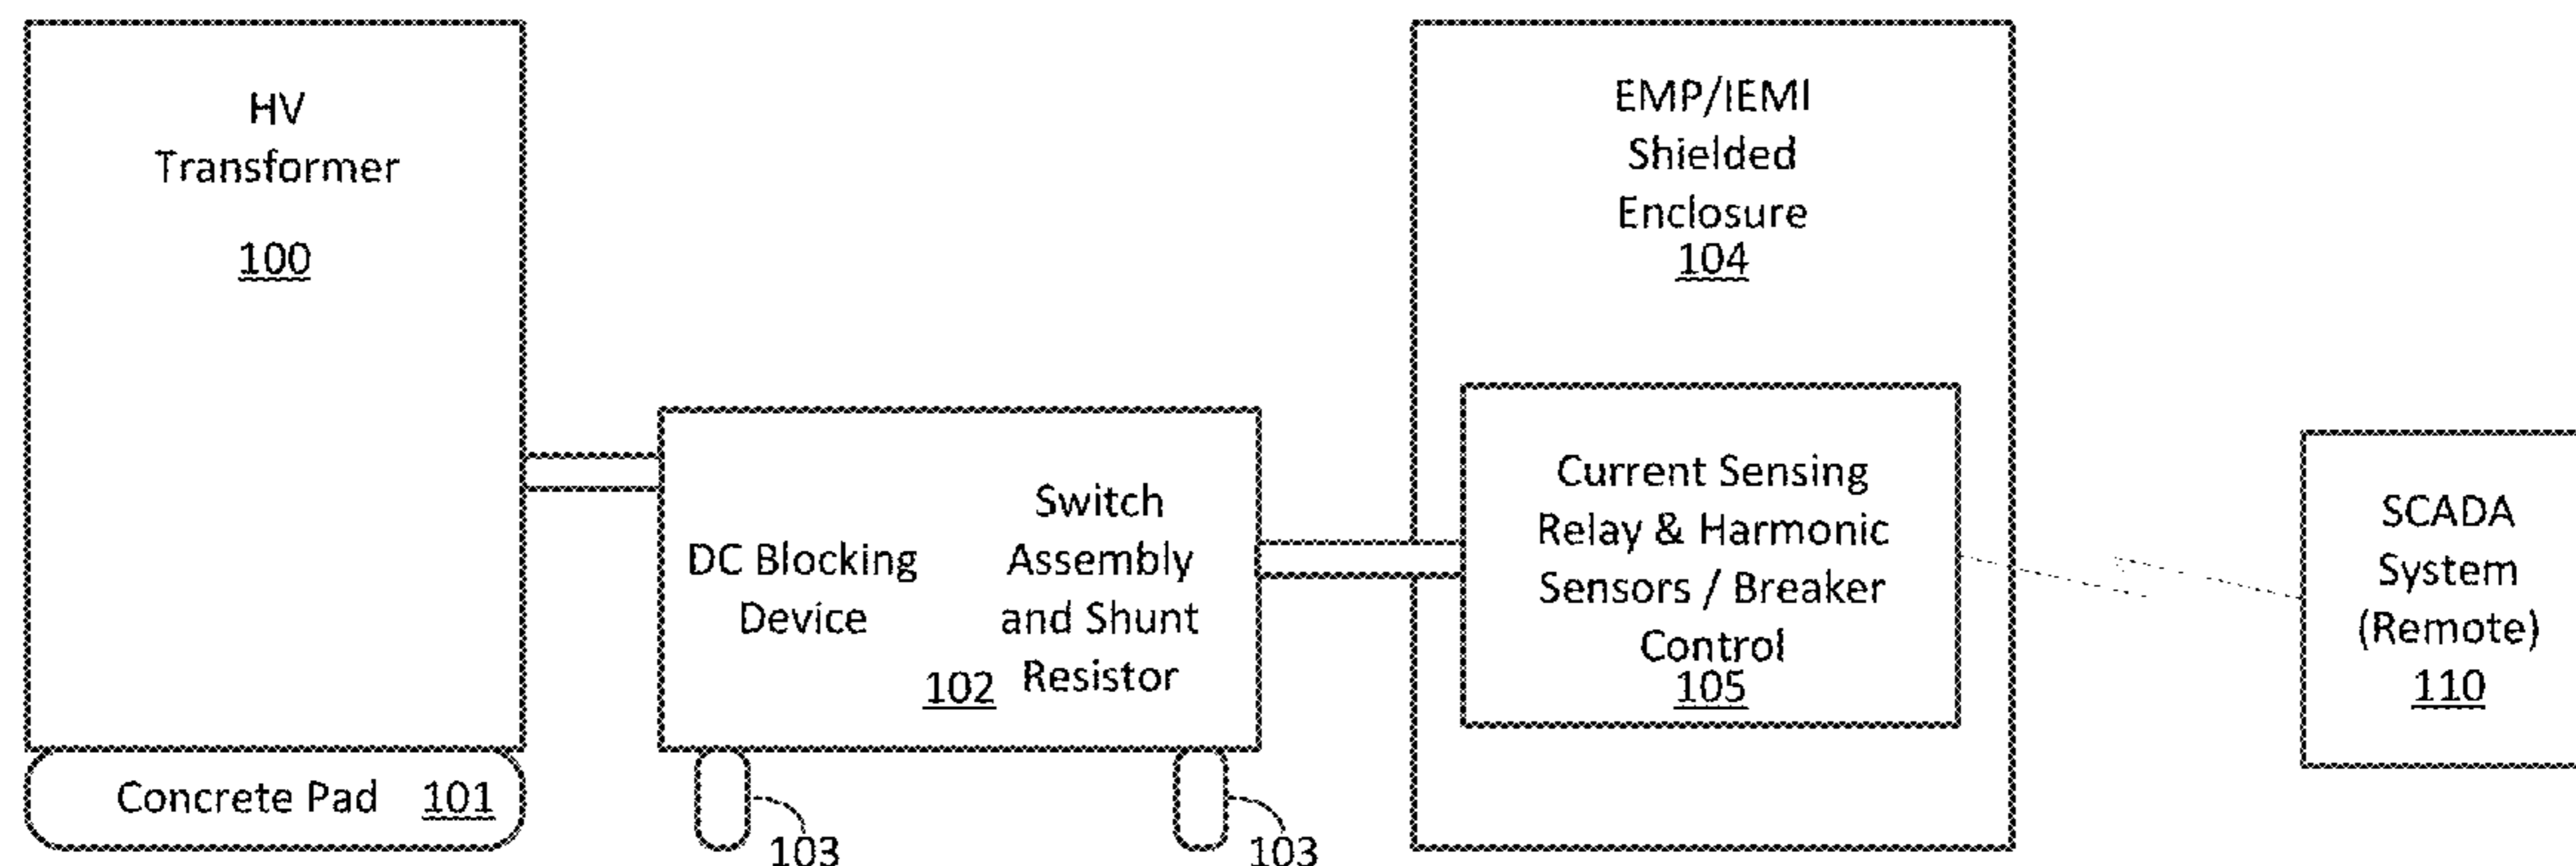 HV
Transformer
100
Concrete Pad 101
DC Blocking
Device
Switch
Assembly
and Shunt
Resistor
102
103
103
EMP/IEMI
Shielded
Enclosure
104
Current Sensing
Relay & Harmonic
Sensors / Breaker
Control
105
SCADA
System
(Remote)
110